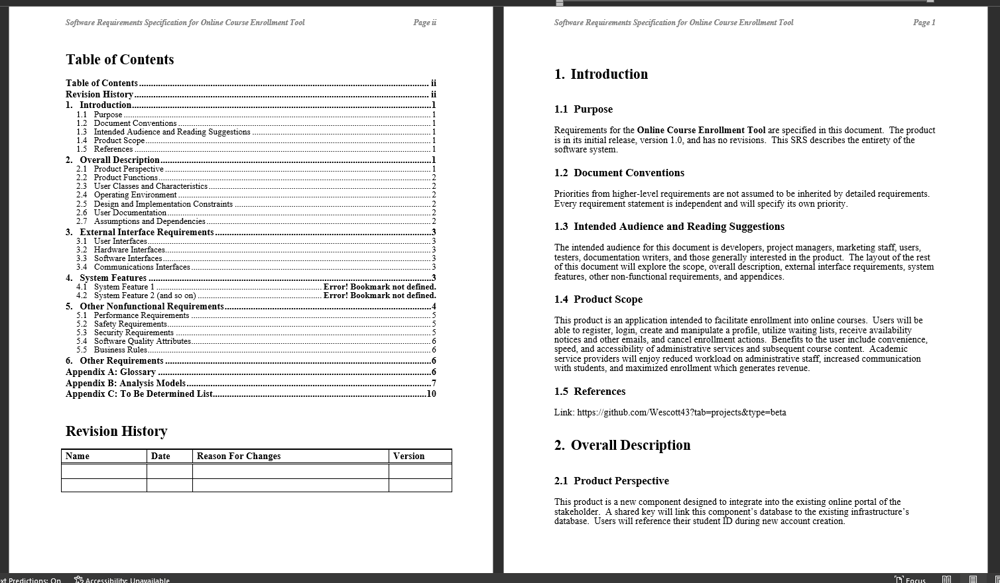 Software Requirements Specification for Online Course Enrollment Tool Page ii
Table of Contents
Table of Contents ii
Revision History ii
1. Introduction 1
1.1 Purpose 1
1.2 Document Conventions 1
1.3 Intended Audience and Reading Suggestions 1
1.4 Product Scope 1
1.5 References 1
2. Overall Description 1
2.1 Product Perspective 1
2.2 Product Functions 2
2.3 User Classes and Characteristics 2
2.4 Operating Environment 2
2.5 Design and Implementation Constraints 2
2.6 User Documentation 2
2.7 Assumptions and Dependencies 2
3. External Interface Requirements 3
3.1 User Interfaces 3
3.2 Hardware Interfaces 3
3.3 Software Interfaces 3
3.4 Communications Interfaces 3
4. System Features 3
4.1 System Feature 1 Error! Bookmark not defined.
4.2 System Feature 2 (and so on) Error! Bookmark not defined.
5. Other Nonfunctional Requirements 4
5.1 Performance Requirements 5
5.2 Safety Requirements 5
5.3 Security Requirements 5
5.4 Software Quality Attributes 6
5.5 Business Rules 6
6. Other Requirements 6
Appendix A: Glossary 6
Appendix B: Analysis Models 7
Appendix C: To Be Determined List 10
Revision History
Name Date Reason For Changes Version
Software Requirements Specification for Online Course Enrollment Tool Page 1
1. Introduction
1.1 Purpose
Requirements for the Online Course Enrollment Tool are specified in this document. The product
is in its initial release, version 1.0, and has no revisions. This SRS describes the entirety of the
software system.
1.2 Document Conventions
Priorities from higher-level requirements are not assumed to be inherited by detailed requirements.
Every requirement statement is independent and will specify its own priority.
1.3 Intended Audience and Reading Suggestions
The intended audience for this document is developers, project managers, marketing staff, users,
testers, documentation writers, and those generally interested in the product. The layout of the rest
of this document will explore the scope, overall description, external interface requirements, system
features, other non-functional requirements, and appendices.
1.4 Product Scope
This product is an application intended to facilitate enrollment into online courses. Users will be
able to register, login, create and manipulate a profile, utilize waiting lists, receive availability
notices and other emails, and cancel enrollment actions. Benefits to the user include convenience,
speed, and accessibility of administrative services and subsequent course content. Academic
service providers will enjoy reduced workload on administrative staff, increased communication
with students, and maximized enrollment which generates revenue.
1.5 References
Link: https://github.com/Wescott43?tab=projects&type=beta
2. Overall Description
2.1 Product Perspective
This product is a new component designed to integrate into the existing online portal of the
stakeholder. A shared key will link this component’s database to the existing infrastructure’s
database. Users will reference their student ID during new account creation.
xt Predictions: On Accessibility: Unavailable Focus